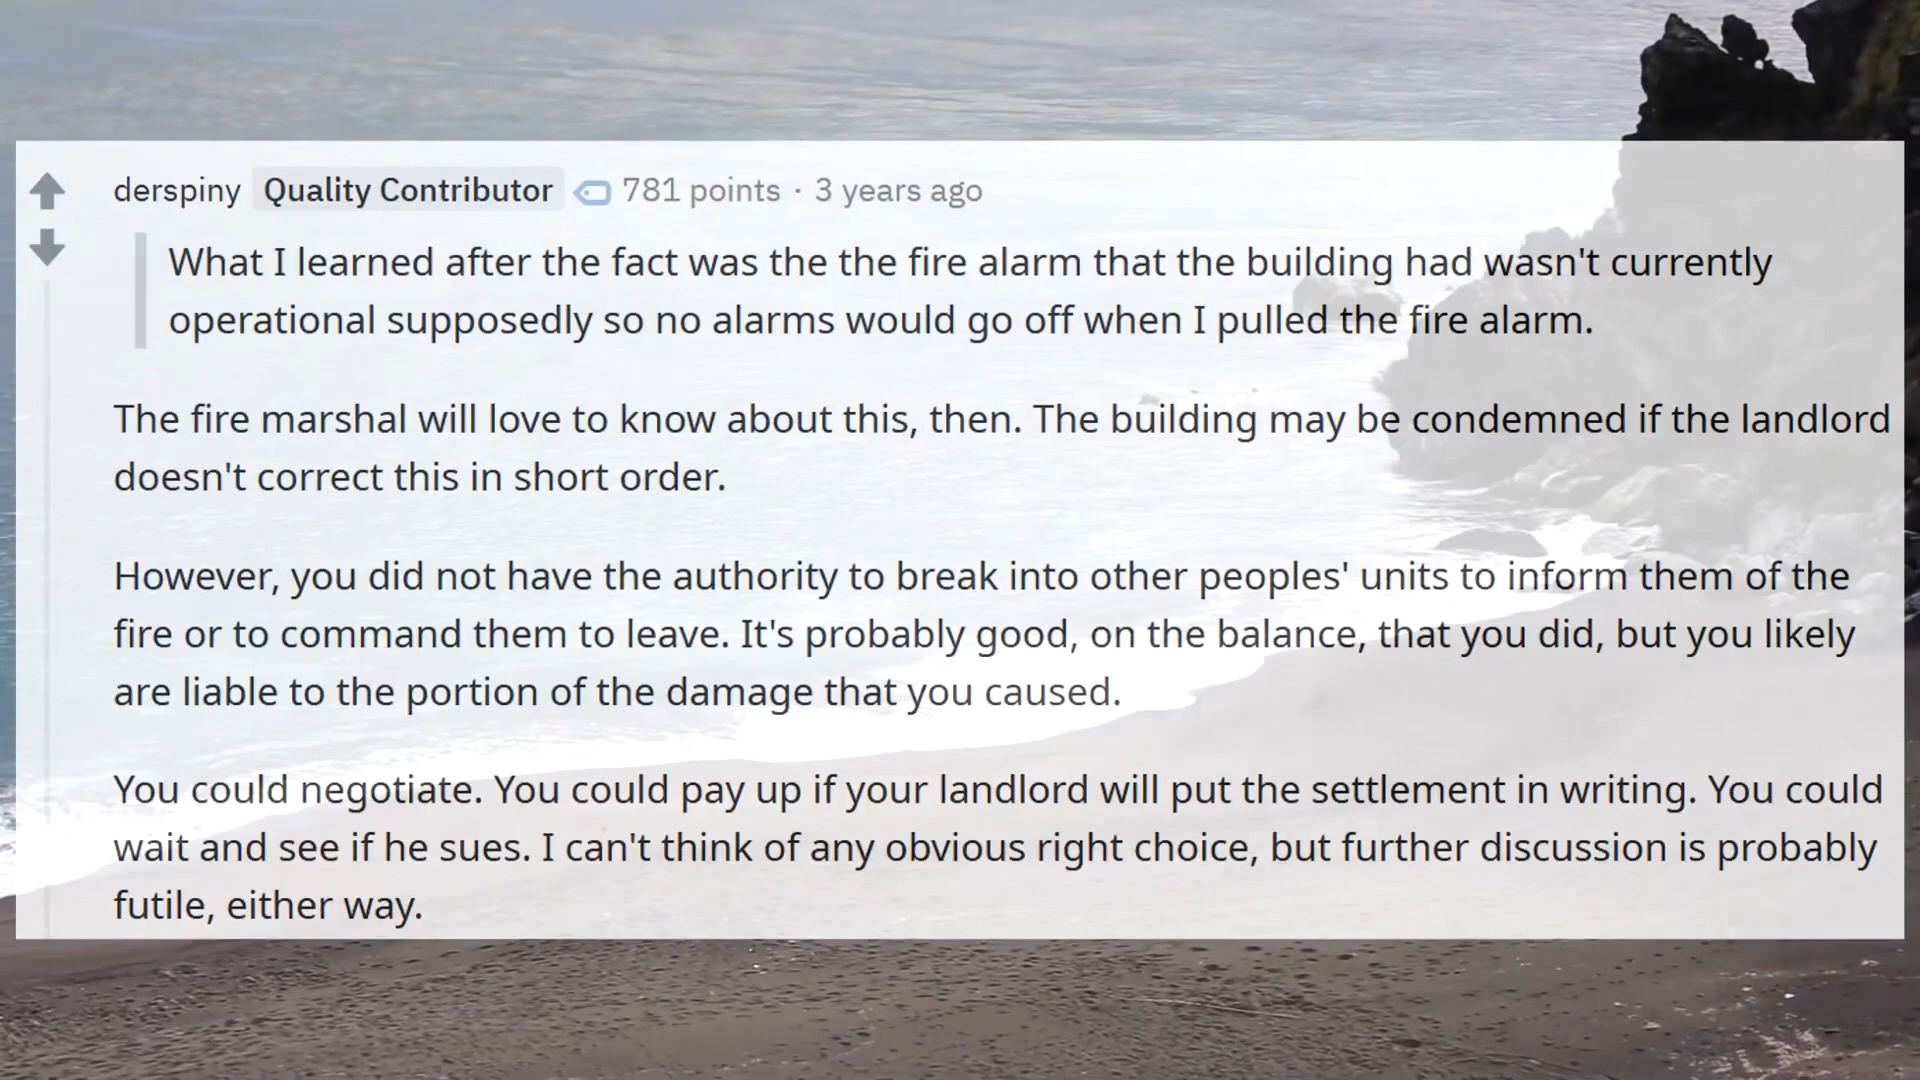 derspiny Quality Contributor 781 points · 3 years ago
What I learned after the fact was the the fire alarm that the building had wasn't currently
operational supposedly so no alarms would go off when I pulled the fire alarm.
The fire marshal will love to know about this, then. The building may be condemned if the landlord
doesn't correct this in short order.
However, you did not have the authority to break into other peoples' units to inform them of the
fire or to command them to leave. It's probably good, on the balance, that you did, but you likely
are liable to the portion of the damage that you caused.
You could negotiate. You could pay up if your landlord will put the settlement in writing. You could
wait and see if he sues. I can't think of any obvious right choice, but further discussion is probably
futile, either way.